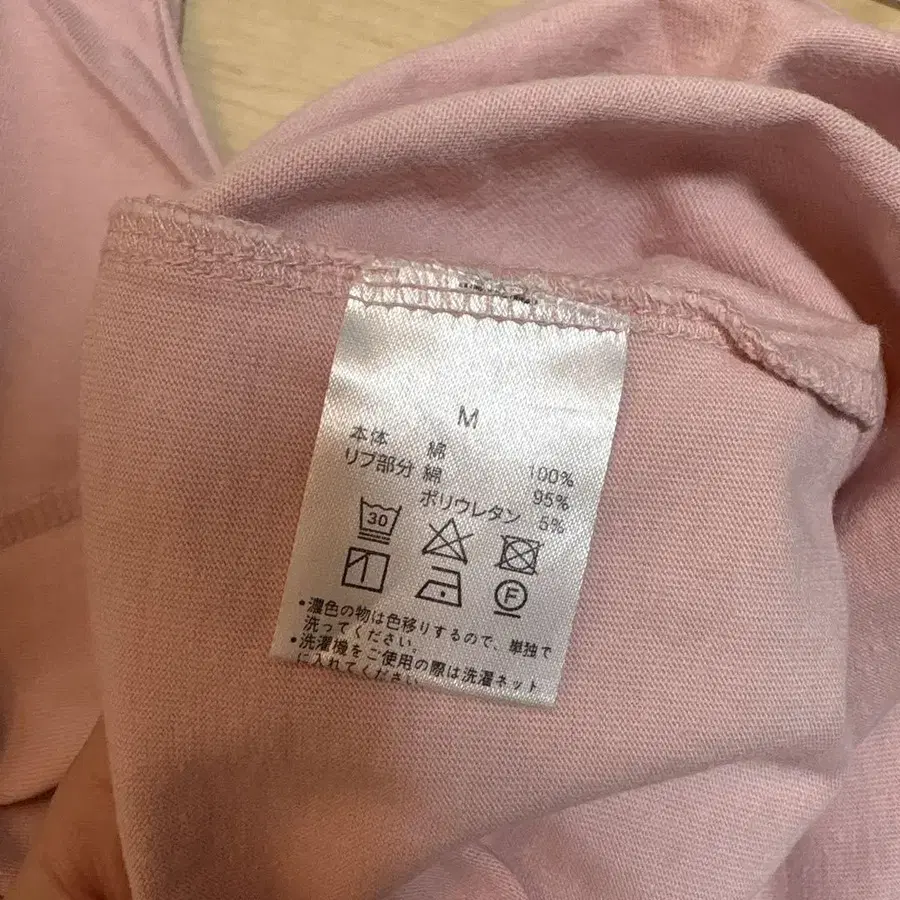 M
本体 綿 100%
リブ部分 綿 95%
ポリウレタン 5%
30
F
•濃色の物は色移りするので、単独で
洗ってください。
•洗濯機をご使用の際は洗濯ネット
に入れてください